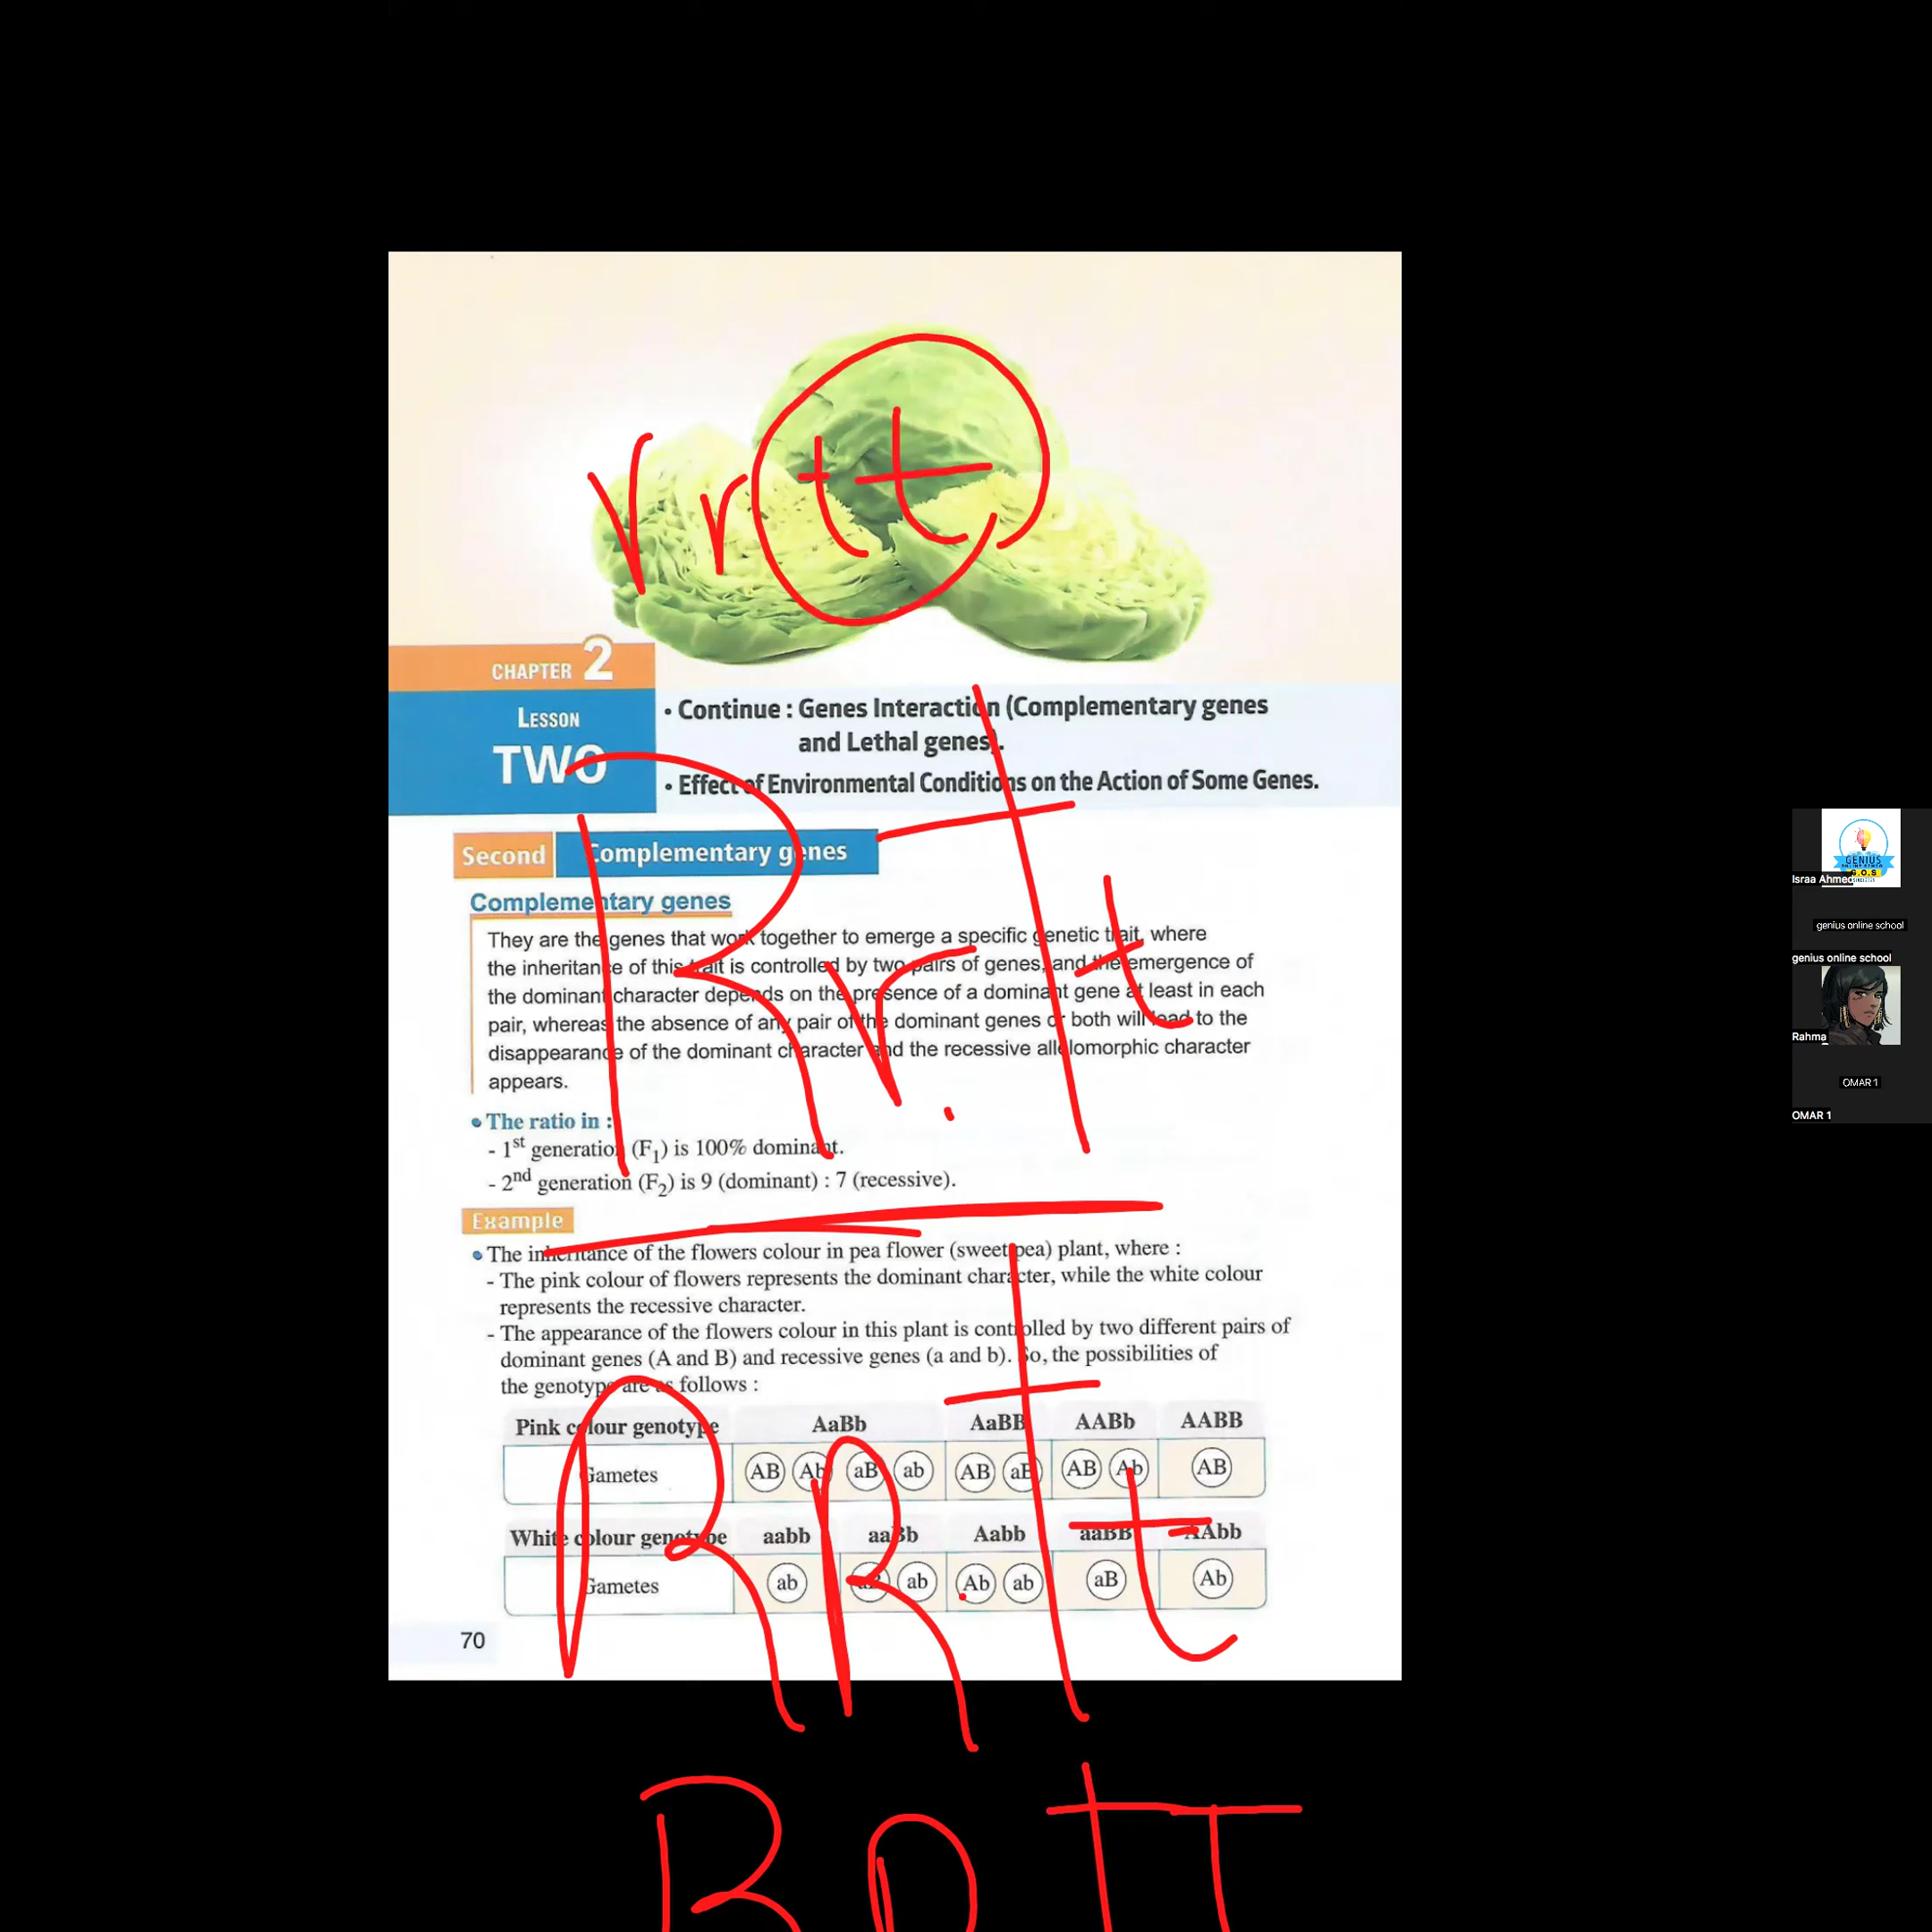 rrtt
CHAPTER 2
LESSON
TWO
• Continue : Genes Interaction (Complementary genes
and Lethal genes).
• Effect of Environmental Conditions on the Action of Some Genes.
RrTt
Second Complementary genes
Complementary genes
They are the genes that work together to emerge a specific genetic trait, where
the inheritance of this trait is controlled by two pairs of genes, and the emergence of
the dominant character depends on the presence of a dominant gene at least in each
pair, whereas the absence of any pair of the dominant genes or both will lead to the
disappearance of the dominant character and the recessive allelomorphic character
appears.
• The ratio in :
- 1st generation (F1) is 100% dominant.
- 2nd generation (F2) is 9 (dominant) : 7 (recessive).
Example
• The inheritance of the flowers colour in pea flower (sweet pea) plant, where :
- The pink colour of flowers represents the dominant character, while the white colour
represents the recessive character.
- The appearance of the flowers colour in this plant is controlled by two different pairs of
dominant genes (A and B) and recessive genes (a and b). So, the possibilities of
the genotype are as follows :
Pink colour genotype AaBb AaBB AABb AABB
Gametes AB Ab aB ab AB aB AB Ab AB
White colour genotype aabb aaBb Aabb aaBB AAbb
Gametes ab aB ab Ab ab aB Ab
RRTt
70
RRTT
GENIUS
G.O.S
Israa Ahmed
genius online school
genius online school
Rahma
OMAR 1
OMAR 1